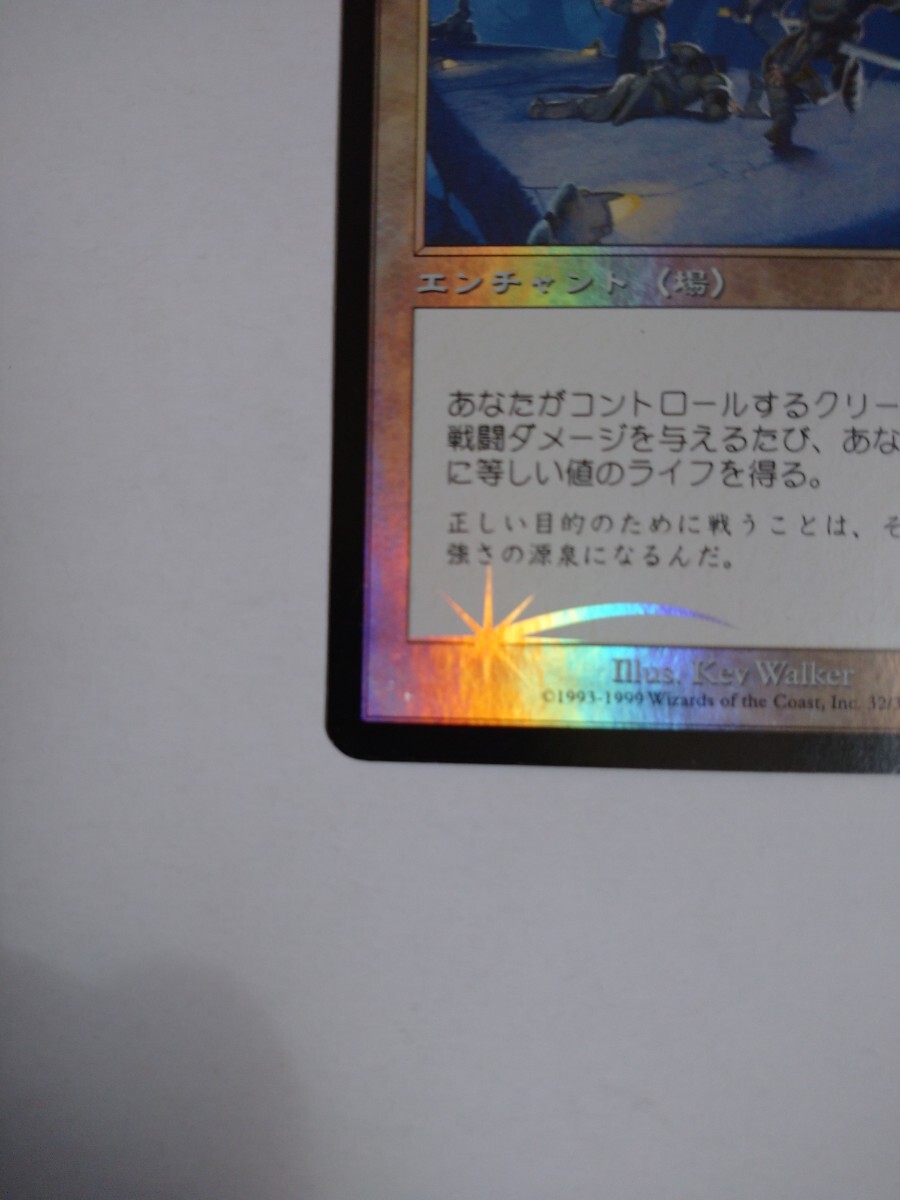 エンチャント（場）
あなたがコントロールするクリー
戦闘ダメージを与えるたび、あな
に等しい値のライフを得る。
正しい目的のために戦うことは、そ
強さの源泉になるんだ。
Illus. Kev Walker
©1993-1999 Wizards of the Coast, Inc. 32/3